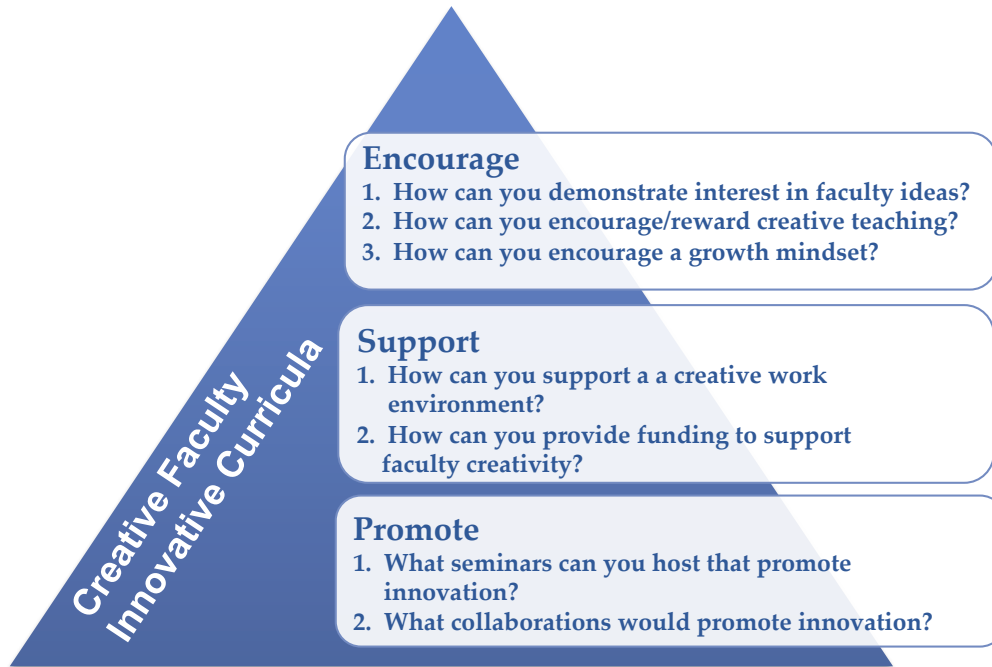 Encourage
1. How can you demonstrate interest in faculty ideas?
2. How can you encourage/reward creative teaching?
3. How can you encourage a growth mindset?
Support
1. How can you support a a creative work
environment?
2. How can you provide funding to support
faculty creativity?
Promote
1. What seminars can you host that promote
innovation?
2. What collaborations would promote innovation?
Creative Faculty
Innovative Curricula